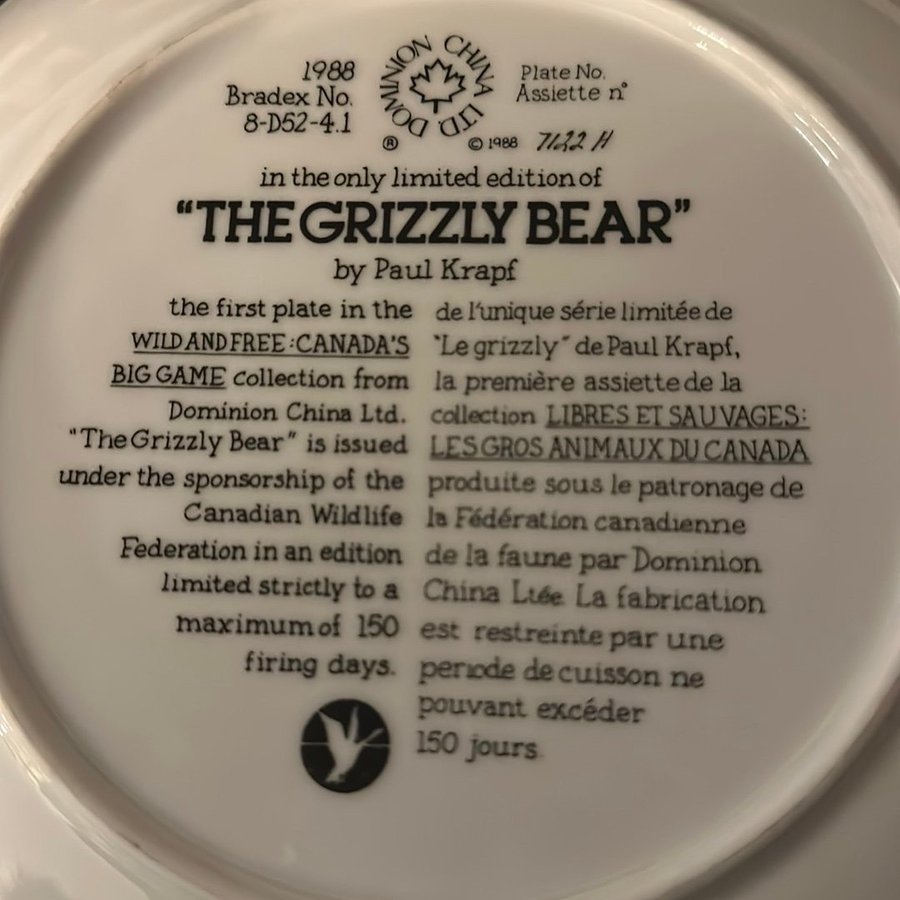 1988
Bradex No.
8-D52-4.1
DOMINION CHINA LTD.
®
© 1988
Plate No.
Assiette n°
7122 H
in the only limited edition of
"THE GRIZZLY BEAR"
by Paul Krapf
the first plate in the
WILD AND FREE: CANADA'S
BIG GAME collection from
Dominion China Ltd.
"The Grizzly Bear" is issued
under the sponsorship of the
Canadian Wildlife
Federation in an edition
limited strictly to a
maximum of 150
firing days.
de l'unique série limitée de
"Le grizzly" de Paul Krapf,
la première assiette de la
collection LIBRES ET SAUVAGES:
LES GROS ANIMAUX DU CANADA
produite sous le patronage de
la Fédération canadienne
de la faune par Dominion
China Ltée. La fabrication
est restreinte par une
periode de cuisson ne
pouvant excéder
150 jours.